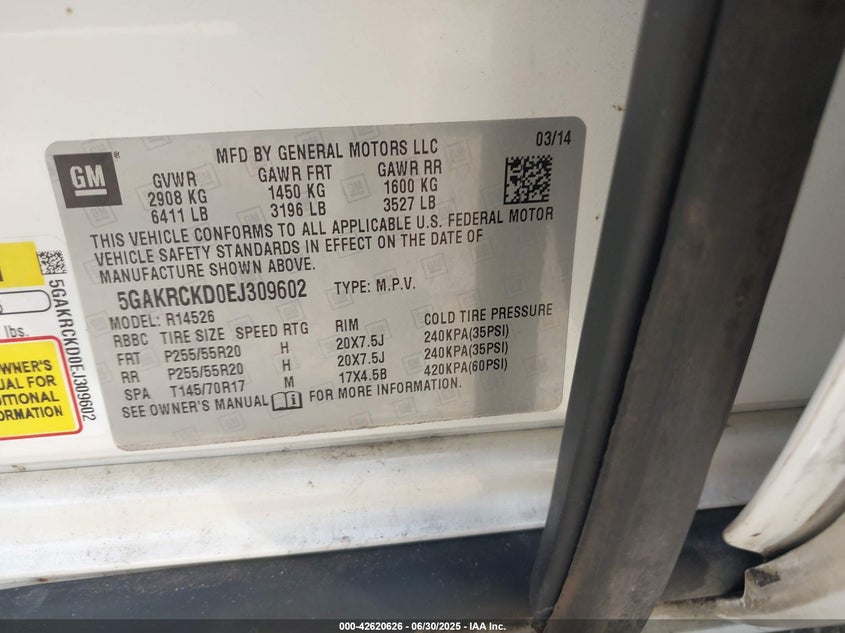 GM
MFD BY GENERAL MOTORS LLC
03/14
GVWR GAWR FRT GAWR RR
2908 KG 1450 KG 1600 KG
6411 LB 3196 LB 3527 LB
THIS VEHICLE CONFORMS TO ALL APPLICABLE U.S. FEDERAL MOTOR
VEHICLE SAFETY STANDARDS IN EFFECT ON THE DATE OF
MANUFACTURE SHOWN ABOVE.
5GAKRCKD0EJ309602 TYPE: M.P.V.
MODEL: R14526
RBBC TIRE SIZE SPEED RTG RIM COLD TIRE PRESSURE
FRT P255/55R20 H 20X7.5J 240KPA(35PSI)
RR P255/55R20 H 20X7.5J 240KPA(35PSI)
SPA T145/70R17 M 17X4.5B 420KPA(60PSI)
SEE OWNER'S MANUAL FOR MORE INFORMATION.
5GAKRCKD0EJ309602
lbs.
OWNER'S
FOR
000-42620626 - 06/30/2025 - IAA Inc.